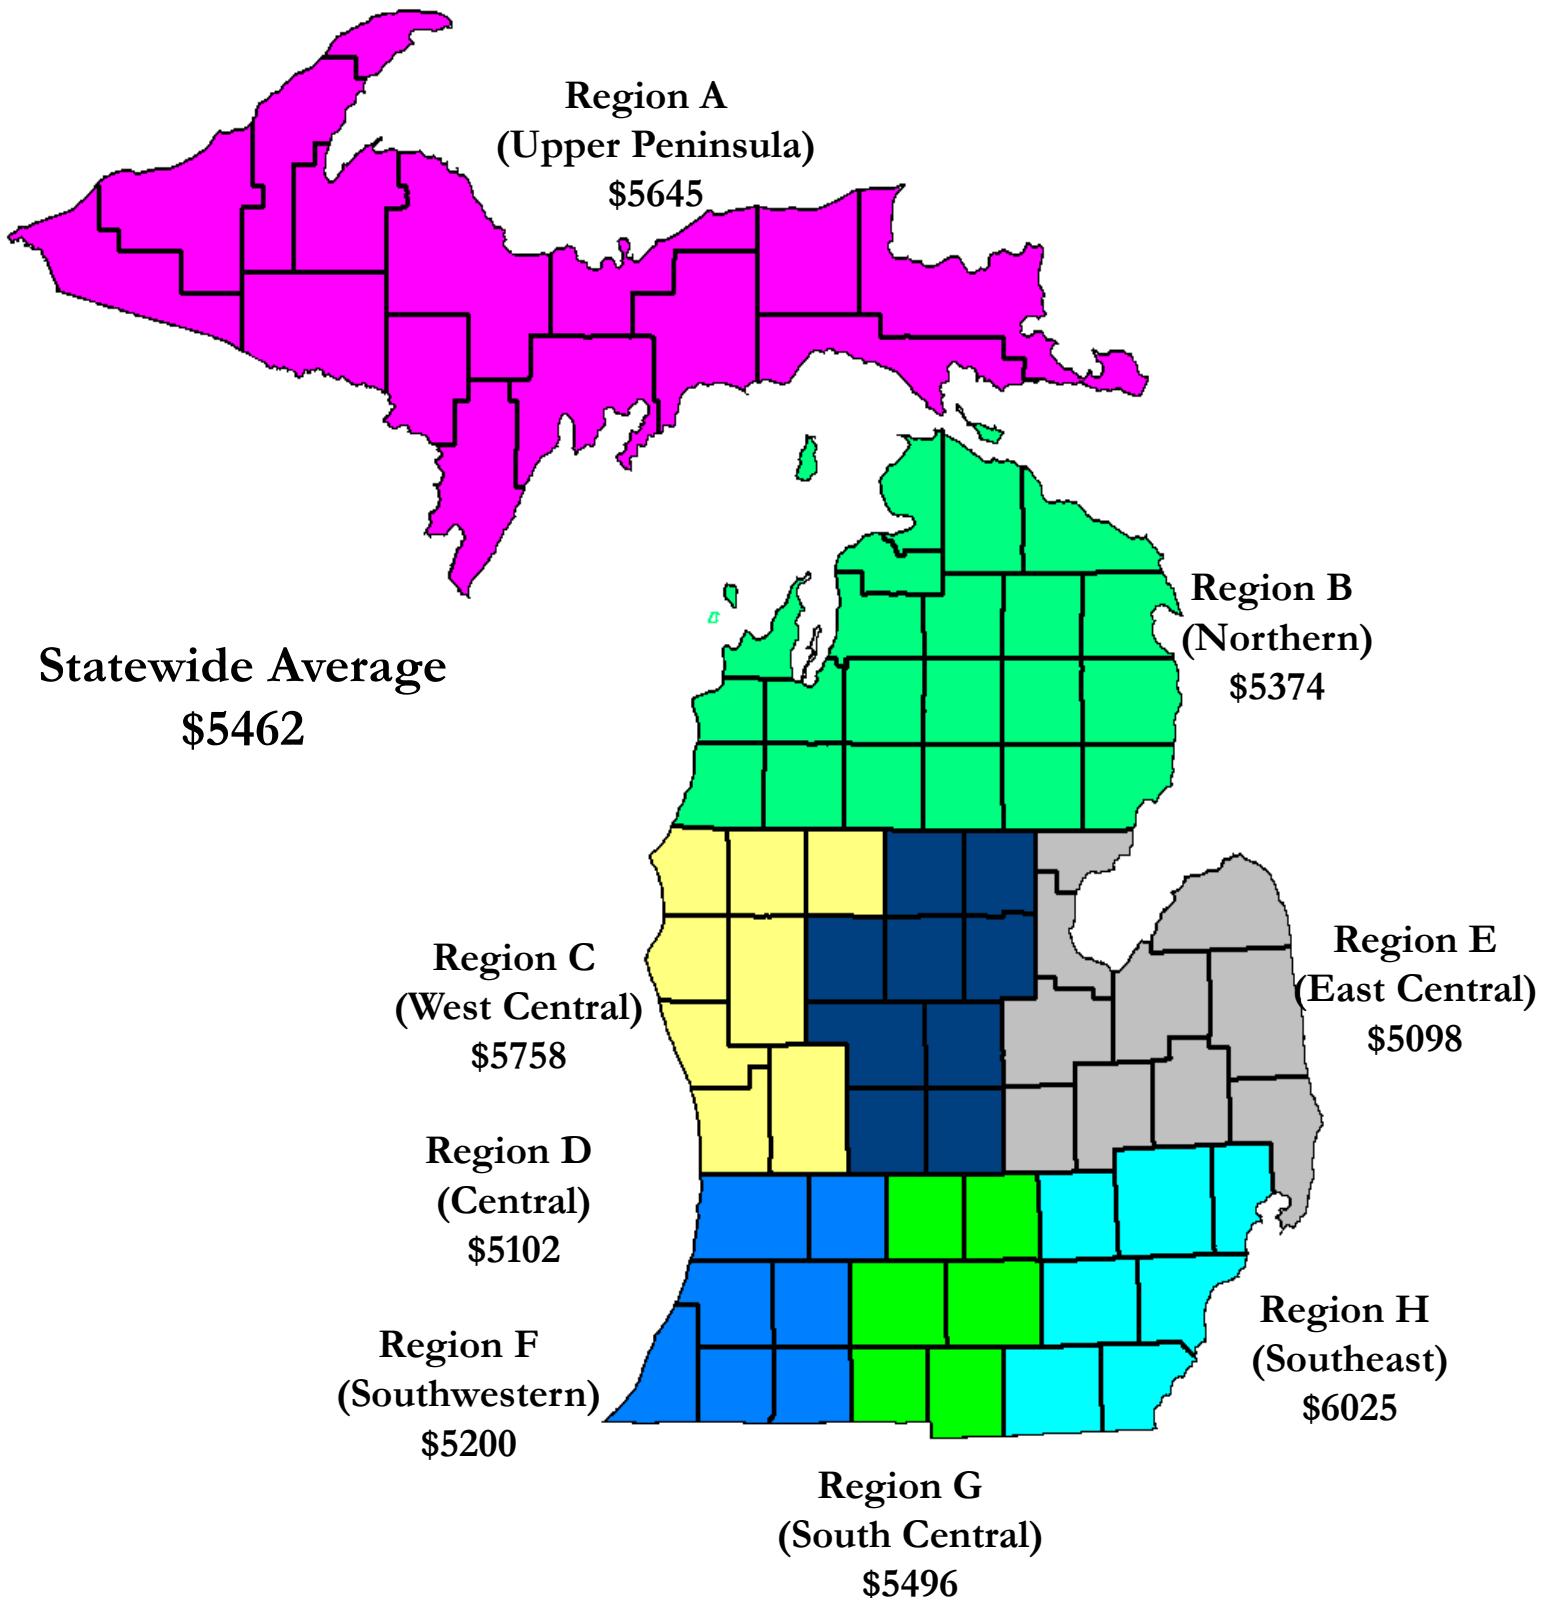 Region A
(Upper Peninsula)
$5645
Region B
(Northern)
$5374
Statewide Average
$5462
Region C
(West Central)
$5758
Region E
(East Central)
$5098
Region D
(Central)
$5102
Region F
(Southwestern)
$5200
Region H
(Southeast)
$6025
Region G
(South Central)
$5496